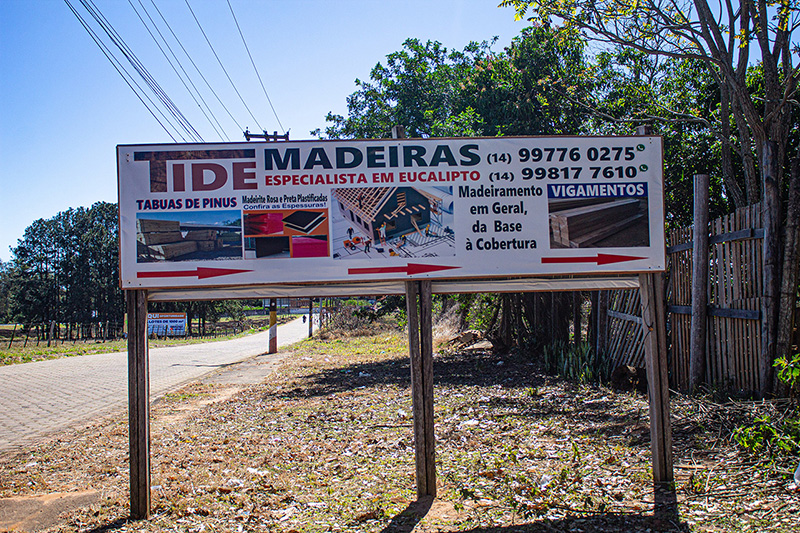 TIDE MADEIRAS (14) 99776 0275
ESPECIALISTA EM EUCALIPTO (14) 99817 7610
TABUAS DE PINUS
Madeirite Rosa e Preta Plastificadas
Confira as Espessuras
Madeiramento
em Geral,
da Base
à Cobertura
VIGAMENTOS